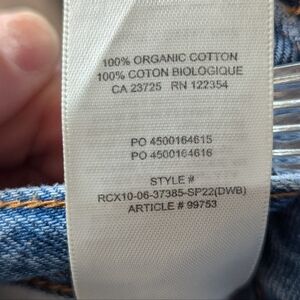 100% ORGANIC COTTON
100% COTON BIOLOGIQUE
CA 23725 RN 122354
PO 4500164615
PO 4500164616
STYLE #
RCX10-06-37385-SP22(DWB)
ARTICLE # 99753